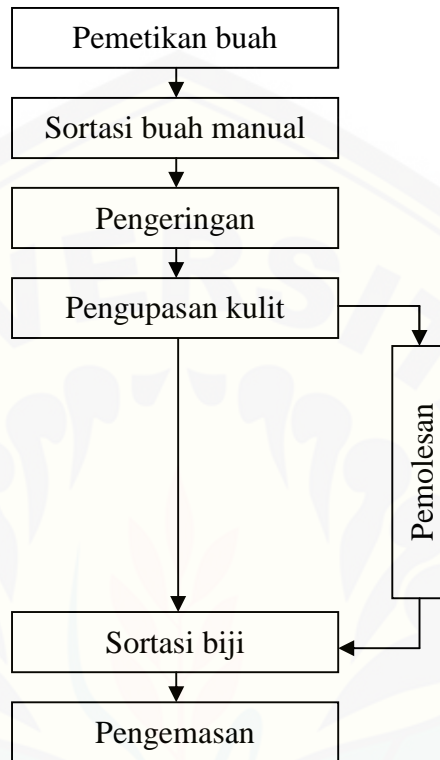 Pemetikan buah
Sortasi buah manual
Pengeringan
Pengupasan kulit
Pemolesan
Sortasi biji
Pengemasan